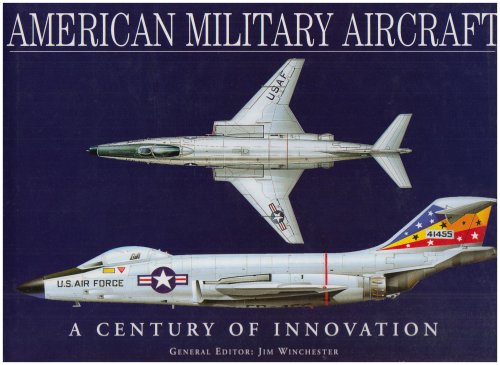 AMERICAN MILITARY AIRCRAFT
USAF
41455
U.S. AIR FORCE
A CENTURY OF INNOVATION
GENERAL EDITOR: JIM WINCHESTER